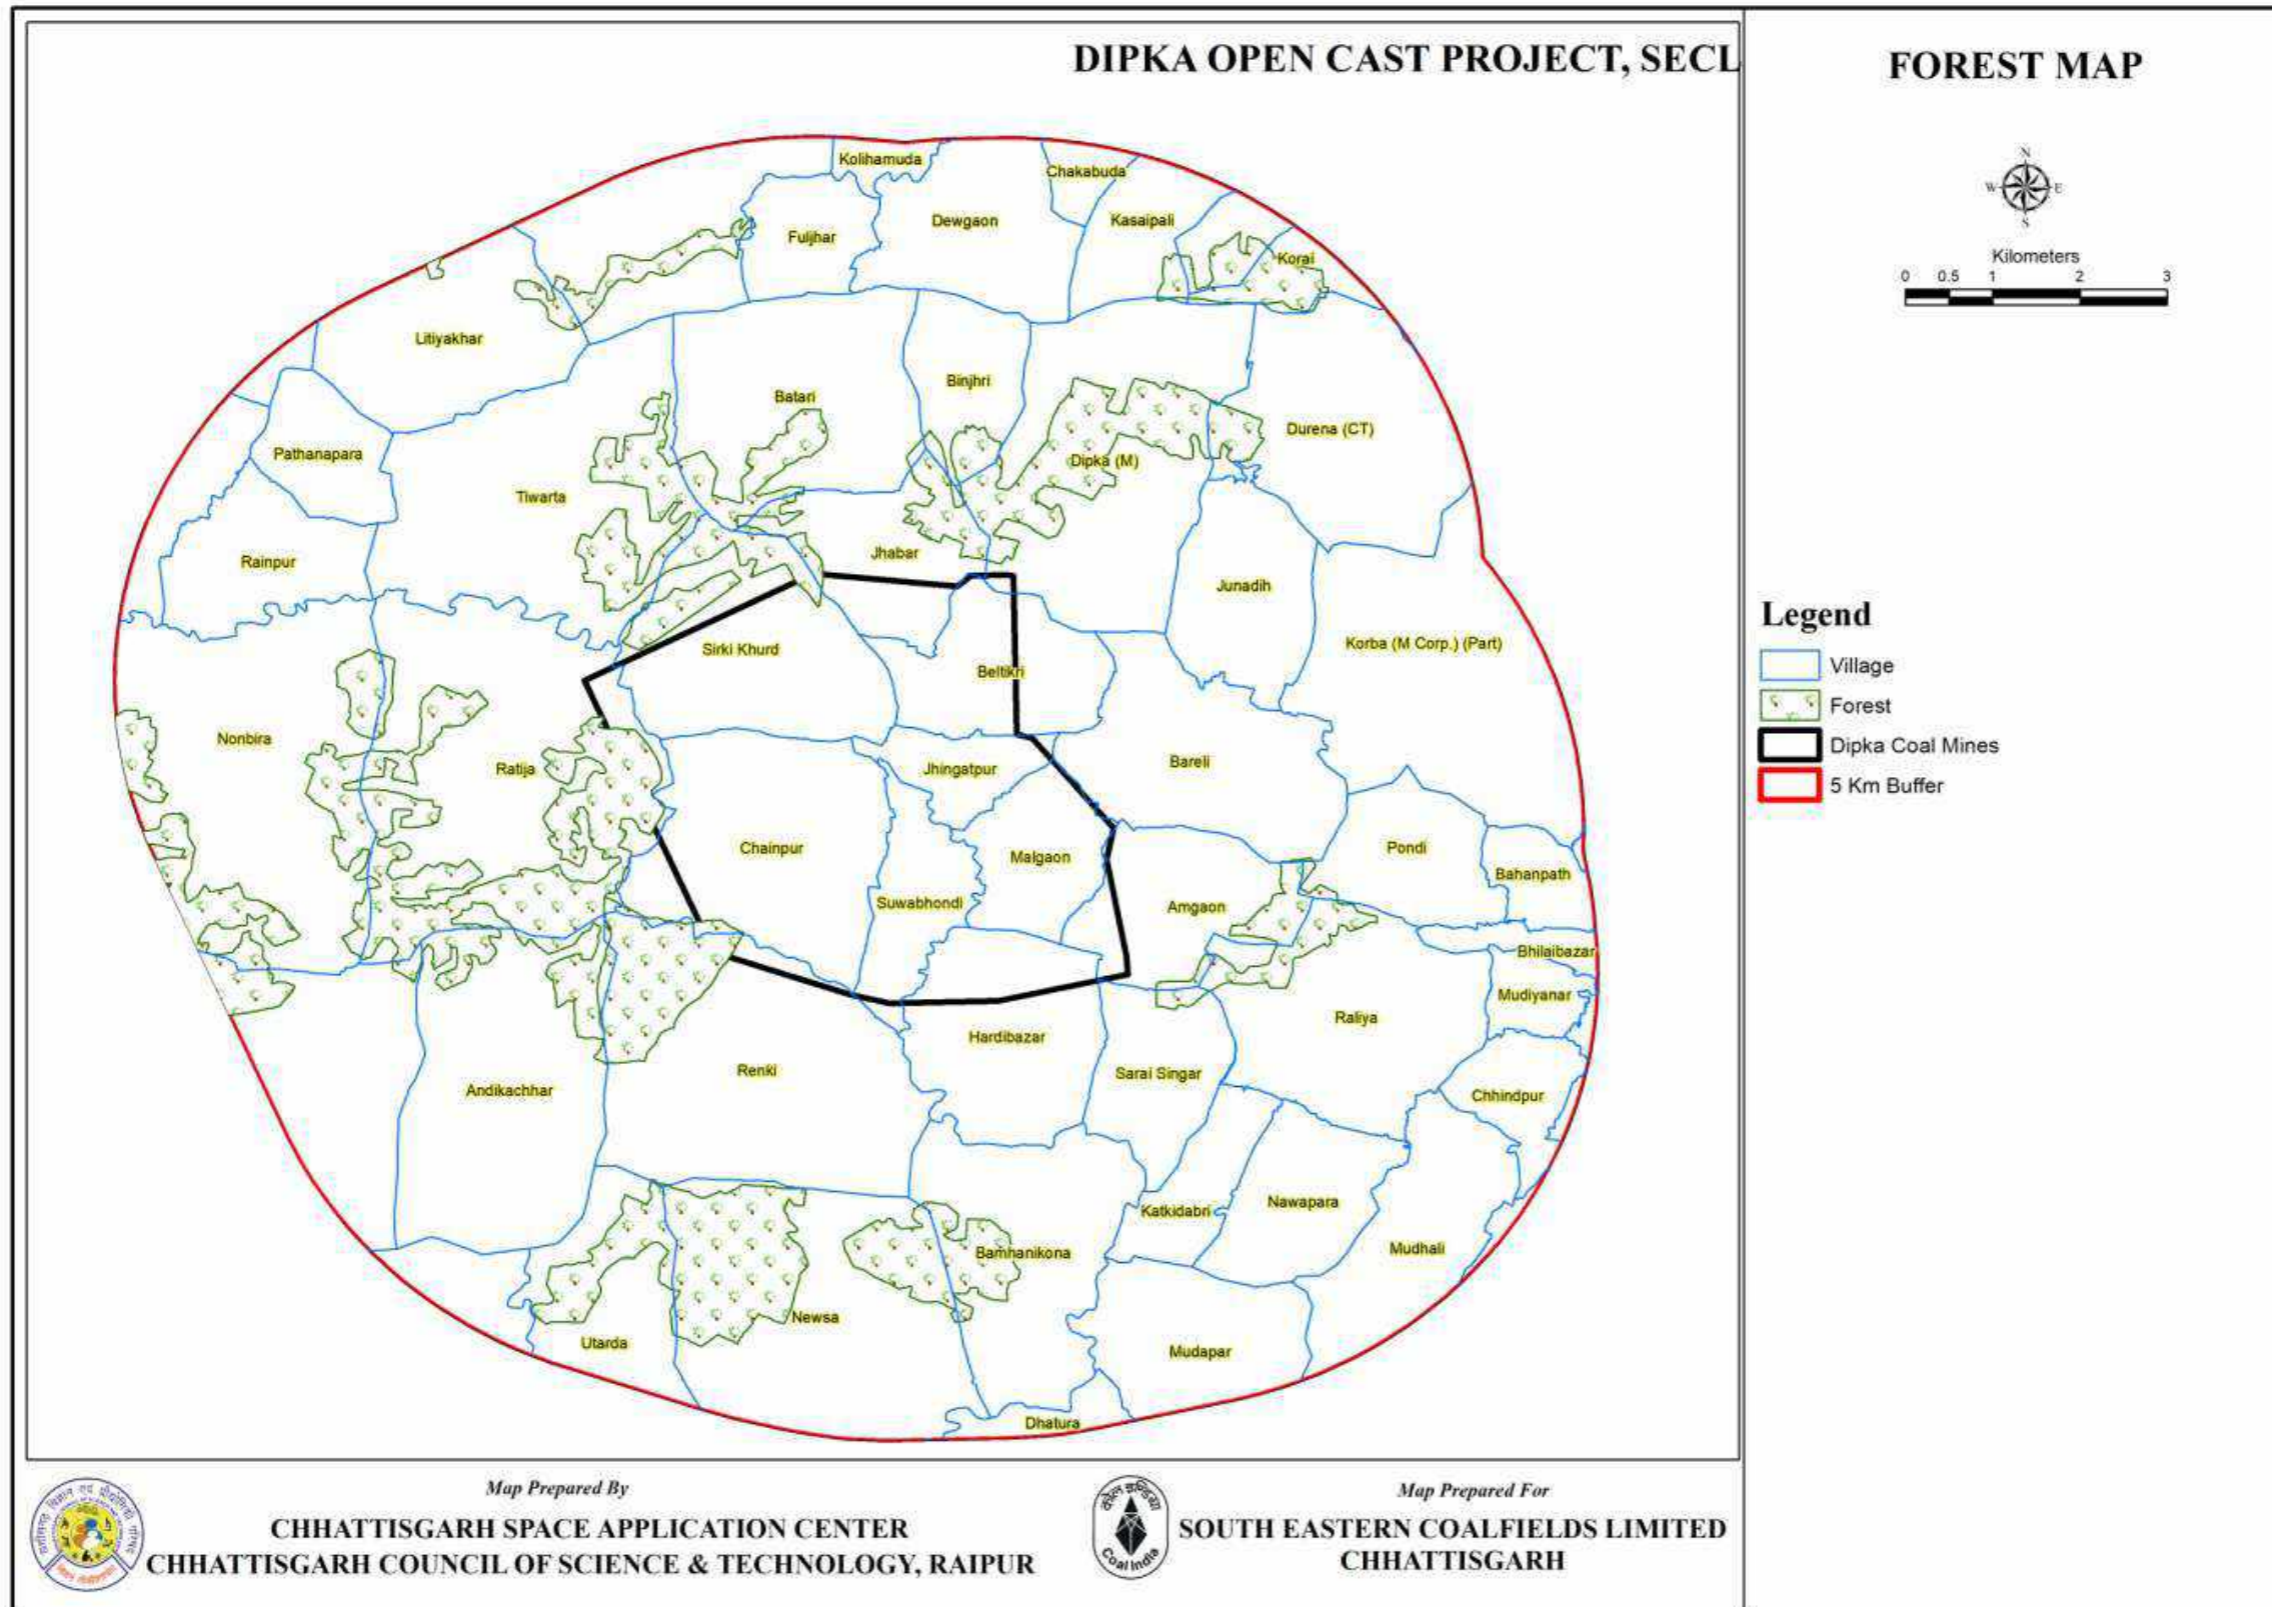 DIPKA OPEN CAST PROJECT, SECL
FOREST MAP
N
W
E
S
Kilometers
0 0.5 1 2 3
Kolihamuda
Chakabuda
Fuljhar
Dewgaon
Kasaipali
Korai
Litiyakhar
Batari
Binjhri
Durena (CT)
Pathanapara
Dipka (M)
Tiwarta
Rainpur
Jhabar
Junadih
Sirki Khurd
Beltikri
Korba (M Corp.) (Part)
Nonbira
Ratija
Jhingatpur
Bareli
Chainpur
Malgaon
Pondi
Bahanpath
Suwabhondi
Amgaon
Bhilaibazar
Mudiyanar
Raliya
Hardibazar
Renki
Sarai Singar
Andikachhar
Chhindpur
Katkidabri
Nawapara
Bamhanikona
Mudhali
Newsa
Utarda
Mudapar
Dhatura
Legend
Village
Forest
Dipka Coal Mines
5 Km Buffer
Map Prepared By
CHHATTISGARH SPACE APPLICATION CENTER
CHHATTISGARH COUNCIL OF SCIENCE & TECHNOLOGY, RAIPUR
कोल इण्डिया
Coal India
Map Prepared For
SOUTH EASTERN COALFIELDS LIMITED
CHHATTISGARH